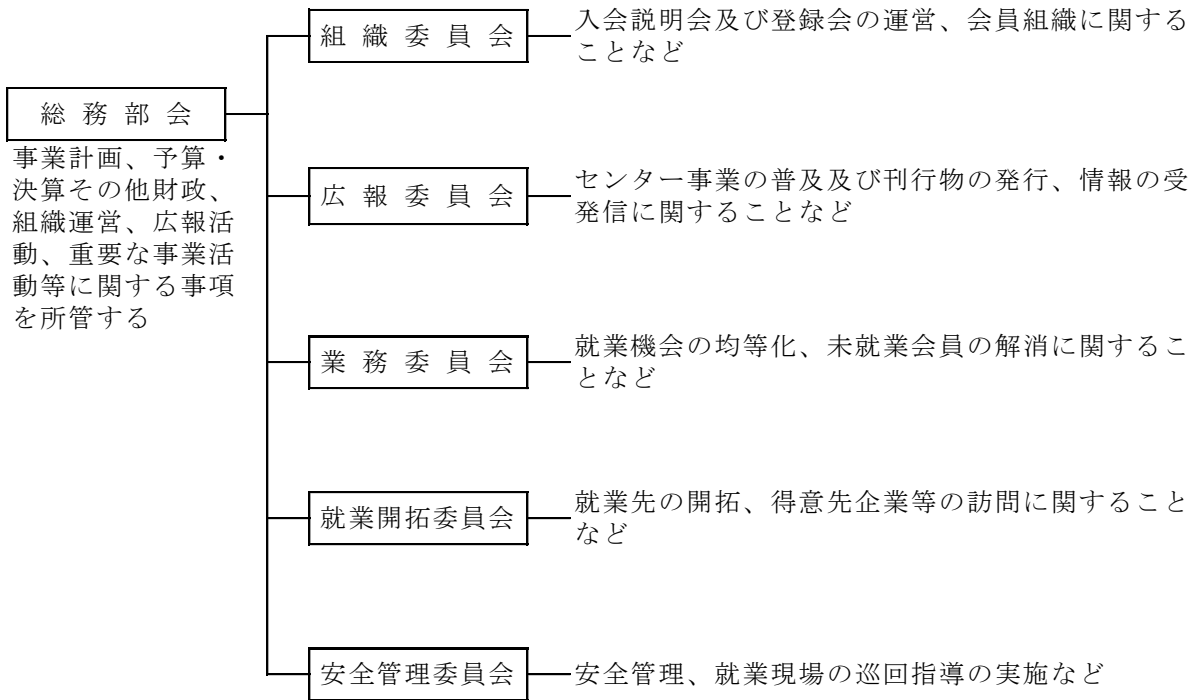 総務部会
事業計画、予算・
決算その他財政、
組織運営、広報活
動、重要な事業活
動等に関する事項
を所管する
組織委員会
入会説明会及び登録会の運営、会員組織に関する
ことなど
広報委員会
センター事業の普及及び刊行物の発行、情報の受
発信に関することなど
業務委員会
就業機会の均等化、未就業会員の解消に関するこ
となど
就業開拓委員会
就業先の開拓、得意先企業等の訪問に関すること
など
安全管理委員会
安全管理、就業現場の巡回指導の実施など